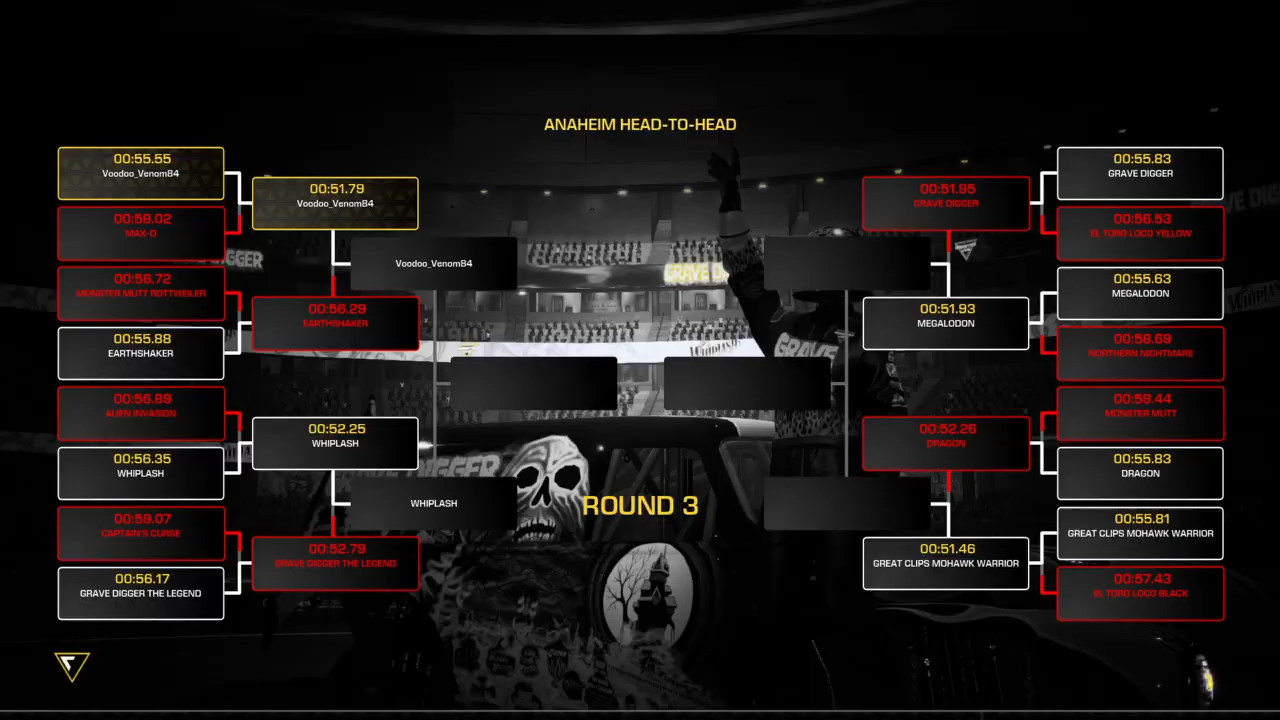 ANAHEIM HEAD-TO-HEAD
00:55.55
Voodoo_Venom84
00:58.02
MAX-D
00:56.72
MONSTER MUTT ROTTWEILER
00:55.88
EARTHSHAKER
00:56.89
ALIEN INVASION
00:56.35
WHIPLASH
00:59.07
CAPTAIN'S CURSE
00:56.17
GRAVE DIGGER THE LEGEND
00:51.79
Voodoo_Venom84
00:56.29
EARTHSHAKER
00:52.25
WHIPLASH
00:52.79
GRAVE DIGGER THE LEGEND
Voodoo_Venom84
WHIPLASH
ROUND 3
00:51.95
GRAVE DIGGER
00:51.93
MEGALODON
00:52.26
DRAGON
00:51.46
GREAT CLIPS MOHAWK WARRIOR
00:55.83
GRAVE DIGGER
00:56.53
EL TORO LOCO YELLOW
00:55.63
MEGALODON
00:58.69
NORTHERN NIGHTMARE
00:59.44
MONSTER MUTT
00:55.83
DRAGON
00:55.81
GREAT CLIPS MOHAWK WARRIOR
00:57.43
EL TORO LOCO BLACK
GRAVE